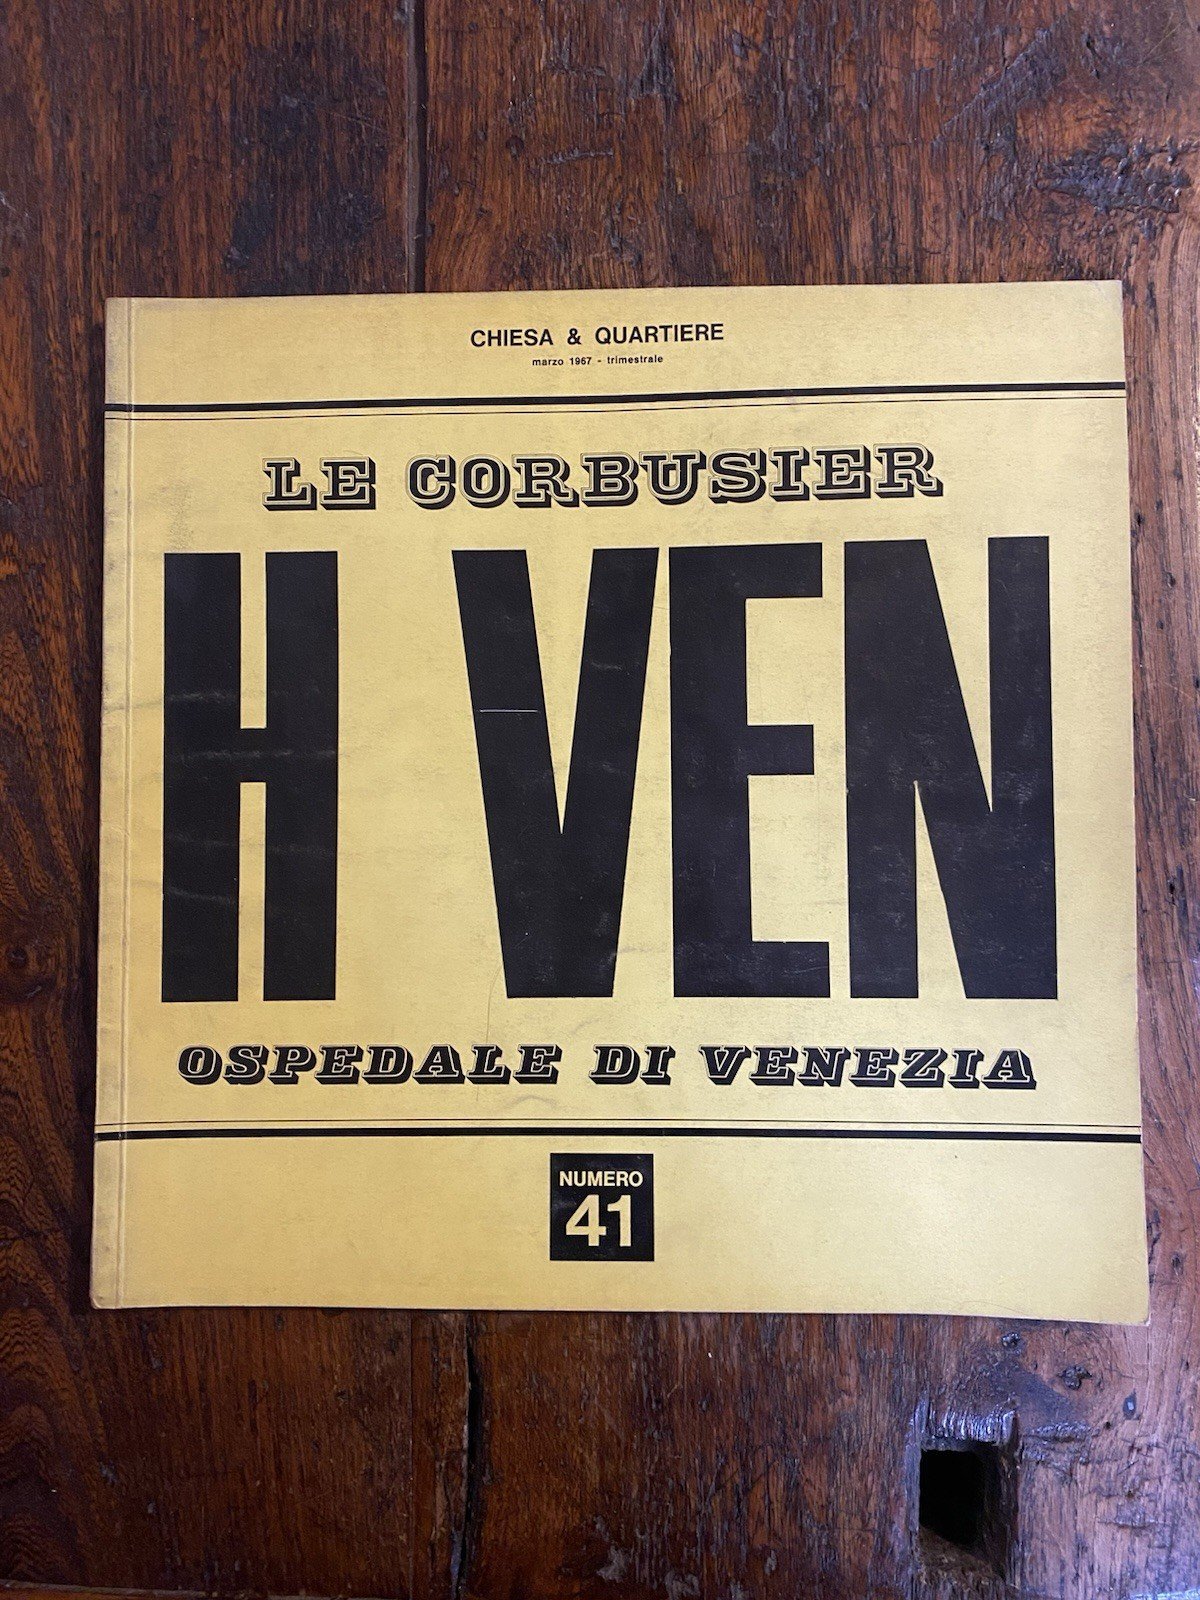 CHIESA & QUARTIERE
marzo 1967 - trimestrale
LE CORBUSIER
H VEN
OSPEDALE DI VENEZIA
NUMERO
41